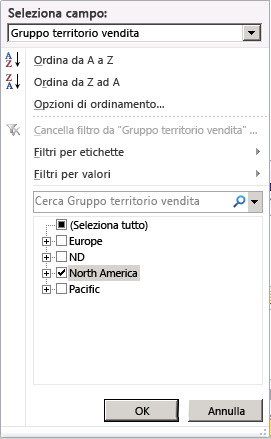 Seleziona campo:
Gruppo territorio vendita
Ordina da A a Z
Ordina da Z ad A
Opzioni di ordinamento...
Cancella filtro da "Gruppo territorio vendita" ...
Filtri per etichette
Filtri per valori
Cerca Gruppo territorio vendita
(Seleziona tutto)
Europe
ND
North America
Pacific
OK Annulla